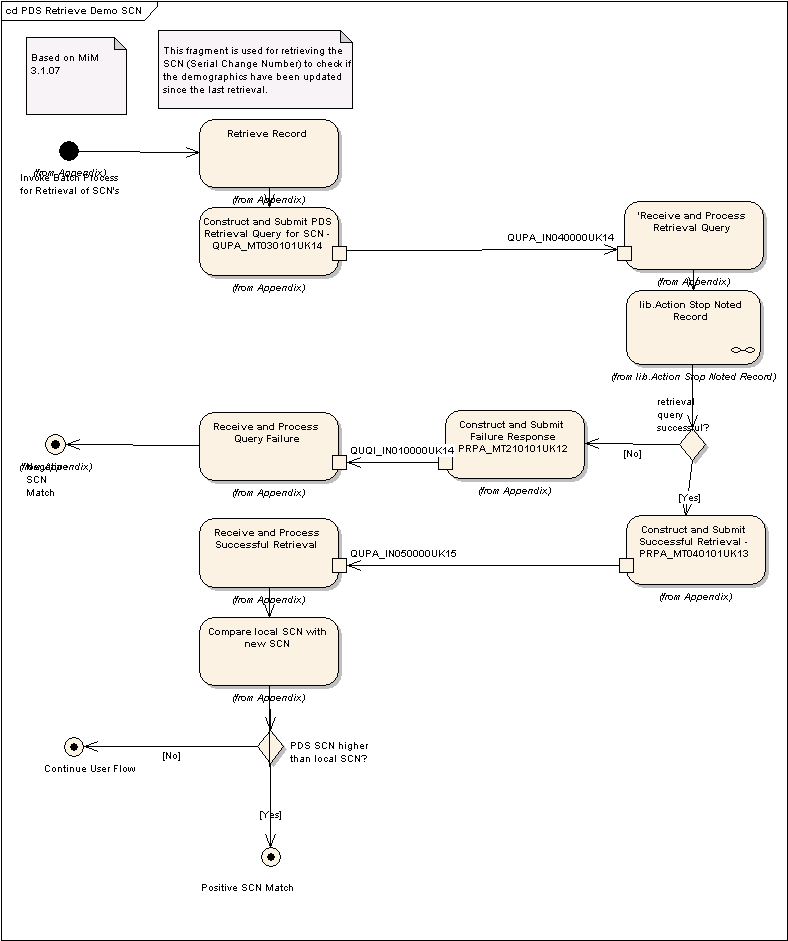 cd PDS Retrieve Demo SCN
Based on MiM
3.1.07
This fragment is used for retrieving the
SCN (Serial Change Number) to check if
the demographics have been updated
since the last retrieval.
Retrieve Record
(from Appendix)
Invoke Batch Process
for Retrieval of SCN's
(from Appendix)
Construct and Submit PDS
Retrieval Query for SCN -
QUPA_MT030101UK14
(from Appendix)
QUPA_IN040000UK14
'Receive and Process
Retrieval Query
(from Appendix)
lib.Action Stop Noted
Record
(from lib.Action Stop Noted Record)
retrieval
query
successful?
[No]
[Yes]
Construct and Submit
Failure Response
PRPA_MT210101UK12
(from Appendix)
QUQI_IN010000UK14
Receive and Process
Query Failure
(from Appendix)
(from Appendix)
Negative
SCN
Match
Construct and Submit
Successful Retrieval -
PRPA_MT040101UK13
(from Appendix)
QUPA_IN050000UK15
Receive and Process
Successful Retrieval
(from Appendix)
Compare local SCN with
new SCN
(from Appendix)
PDS SCN higher
than local SCN?
[No]
Continue User Flow
[Yes]
Positive SCN Match